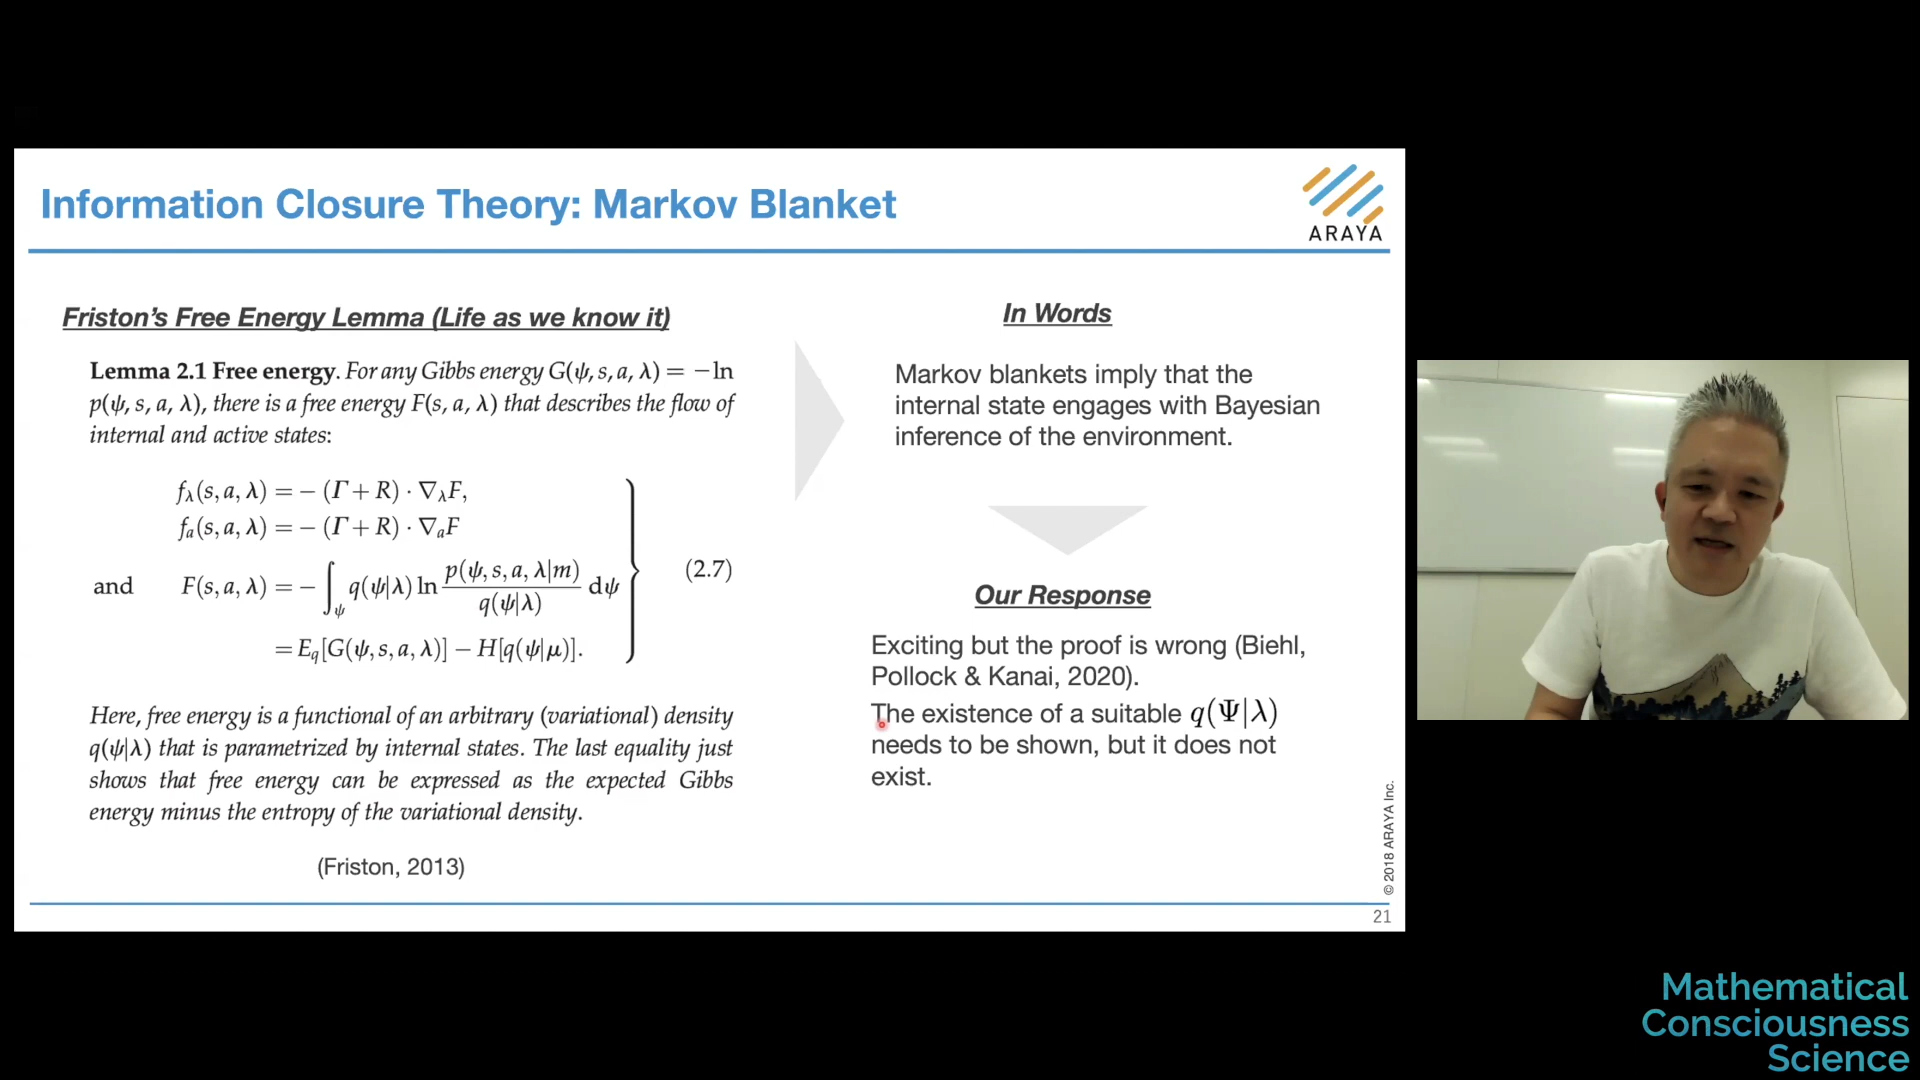 Information Closure Theory: Markov Blanket
ARAYA
Friston's Free Energy Lemma (Life as we know it)
Lemma 2.1 Free energy. For any Gibbs energy G(ψ, s, a, λ) = −ln
p(ψ, s, a, λ), there is a free energy F(s, a, λ) that describes the flow of
internal and active states:
fλ(s, a, λ) = − (Γ + R) · ∇λF,
fa(s, a, λ) = − (Γ + R) · ∇aF
and F(s, a, λ) = − ∫ψ q(ψ|λ) ln p(ψ, s, a, λ|m) / q(ψ|λ) dψ
= Eq[G(ψ, s, a, λ)] − H[q(ψ|μ)].
(2.7)
Here, free energy is a functional of an arbitrary (variational) density
q(ψ|λ) that is parametrized by internal states. The last equality just
shows that free energy can be expressed as the expected Gibbs
energy minus the entropy of the variational density.
(Friston, 2013)
In Words
Markov blankets imply that the
internal state engages with Bayesian
inference of the environment.
Our Response
Exciting but the proof is wrong (Biehl,
Pollock & Kanai, 2020).
The existence of a suitable q(Ψ|λ)
needs to be shown, but it does not
exist.
© 2018 ARAYA Inc.
21
Mathematical
Consciousness
Science